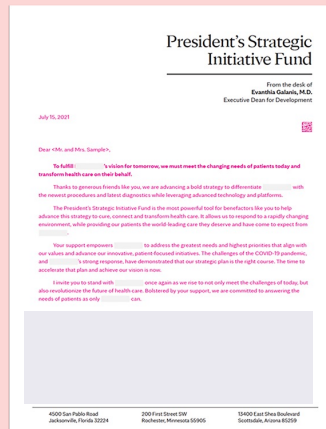 President's Strategic
Initiative Fund
From the desk of
Evanthia Galanis, M.D.
Executive Dean for Development
July 15, 2021
Dear <Mr. and Mrs. Sample>,
To fulfill 's vision for tomorrow, we must meet the changing needs of patients today and
transform health care on their behalf.
Thanks to generous friends like you, we are advancing a bold strategy to differentiate with
the newest procedures and latest diagnostics while leveraging advanced technology and platforms.
The President's Strategic Initiative Fund is the most powerful tool for benefactors like you to help
advance this strategy to cure, connect and transform health care. It allows us to respond to a rapidly changing
environment, while providing our patients the world-leading care they deserve and have come to expect from
.
Your support empowers to address the greatest needs and highest priorities that align with
our values and advance our innovative, patient-focused initiatives. The challenges of the COVID-19 pandemic,
and 's strong response, have demonstrated that our strategic plan is the right course. The time to
accelerate that plan and achieve our vision is now.
I invite you to stand with once again as we rise to not only meet the challenges of today, but
also revolutionize the future of health care. Bolstered by your support, we are committed to answering the
needs of patients as only can.
4500 San Pablo Road
Jacksonville, Florida 32224
200 First Street SW
Rochester, Minnesota 55905
13400 East Shea Boulevard
Scottsdale, Arizona 85259